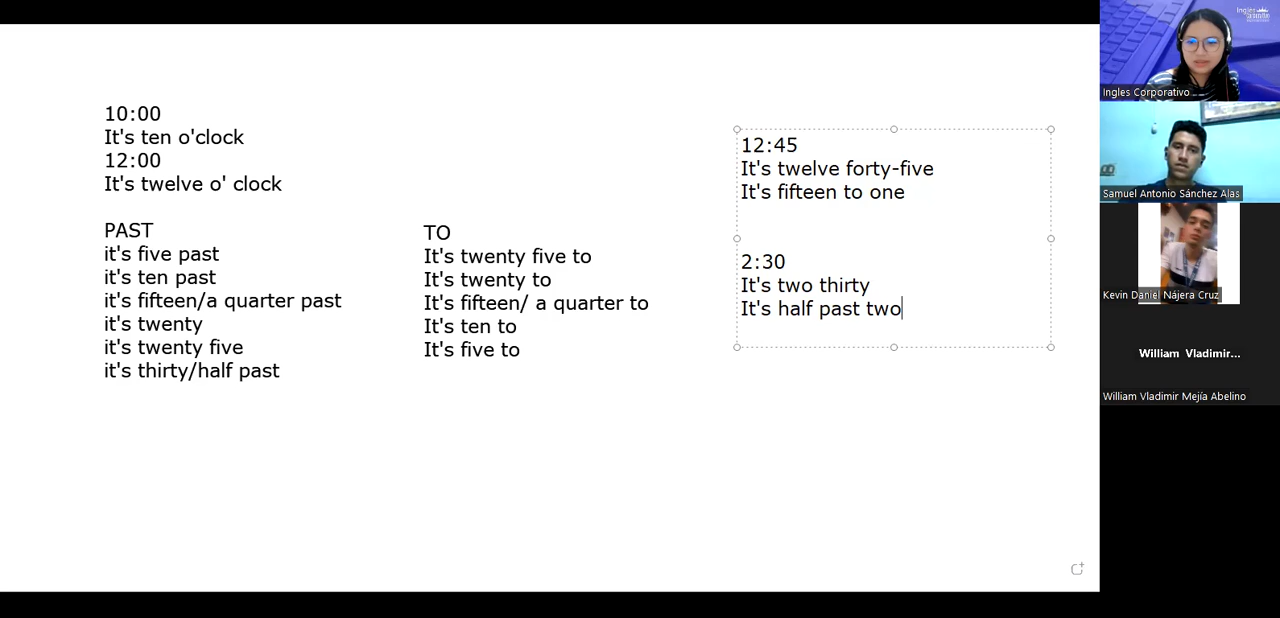 10:00
It's ten o'clock
12:00
It's twelve o' clock
PAST
it's five past
it's ten past
it's fifteen/a quarter past
it's twenty
it's twenty five
it's thirty/half past
TO
It's twenty five to
It's twenty to
It's fifteen/ a quarter to
It's ten to
It's five to
12:45
It's twelve forty-five
It's fifteen to one
2:30
It's two thirty
It's half past two
Ingles Corporativo
Samuel Antonio Sánchez Alas
Kevin Daniel Nájera Cruz
William Vladimir...
William Vladimir Mejía Abelino